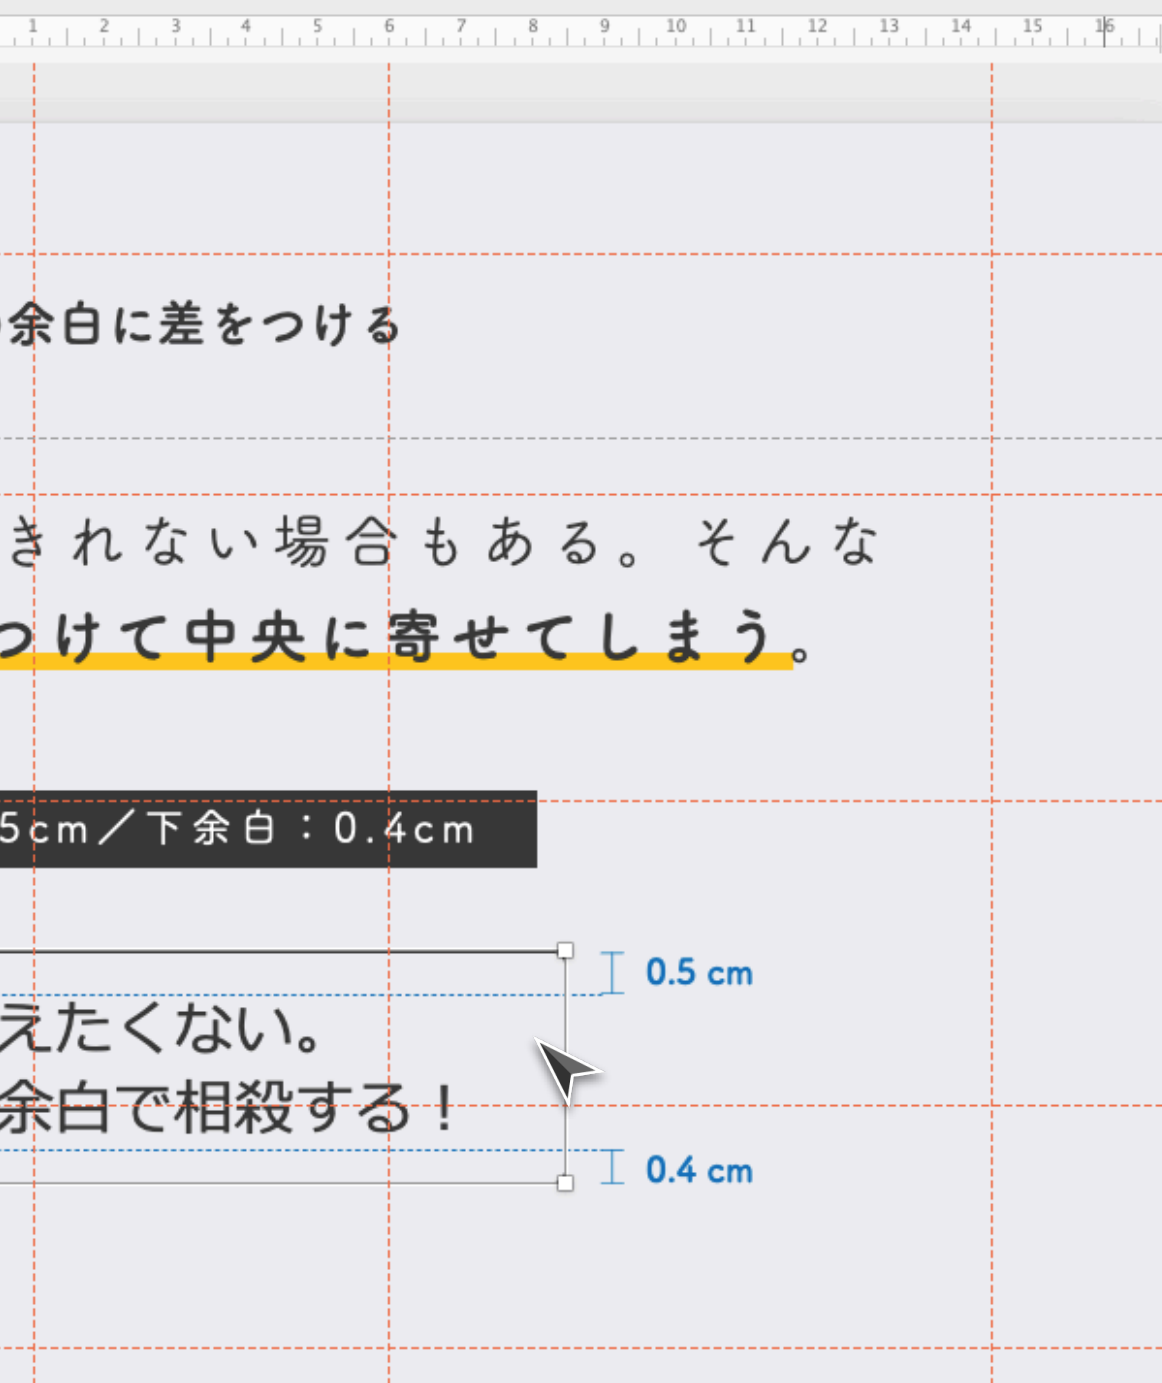 1 2 3 4 5 6 7 8 9 10 11 12 13 14 15 16
余白に差をつける
きれない場合もある。そんな
つけて中央に寄せてしまう。
5cm／下余白：0.4cm
0.5 cm
えたくない。
余白で相殺する！
0.4 cm